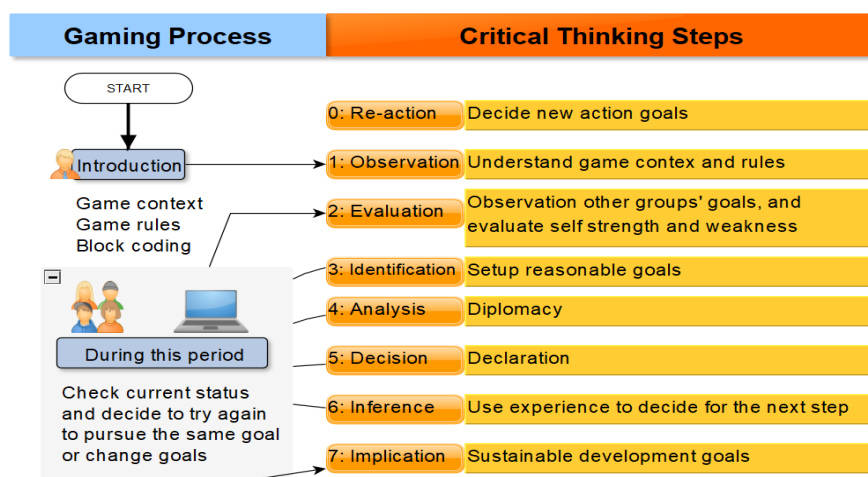 Gaming Process
Critical Thinking Steps
START
Introduction
Game context
Game rules
Block coding
During this period
Check current status
and decide to try again
to pursue the same goal
or change goals
0: Re-action
Decide new action goals
1: Observation
Understand game contex and rules
2: Evaluation
Observation other groups' goals, and
evaluate self strength and weakness
3: Identification
Setup reasonable goals
4: Analysis
Diplomacy
5: Decision
Declaration
6: Inference
Use experience to decide for the next step
7: Implication
Sustainable development goals